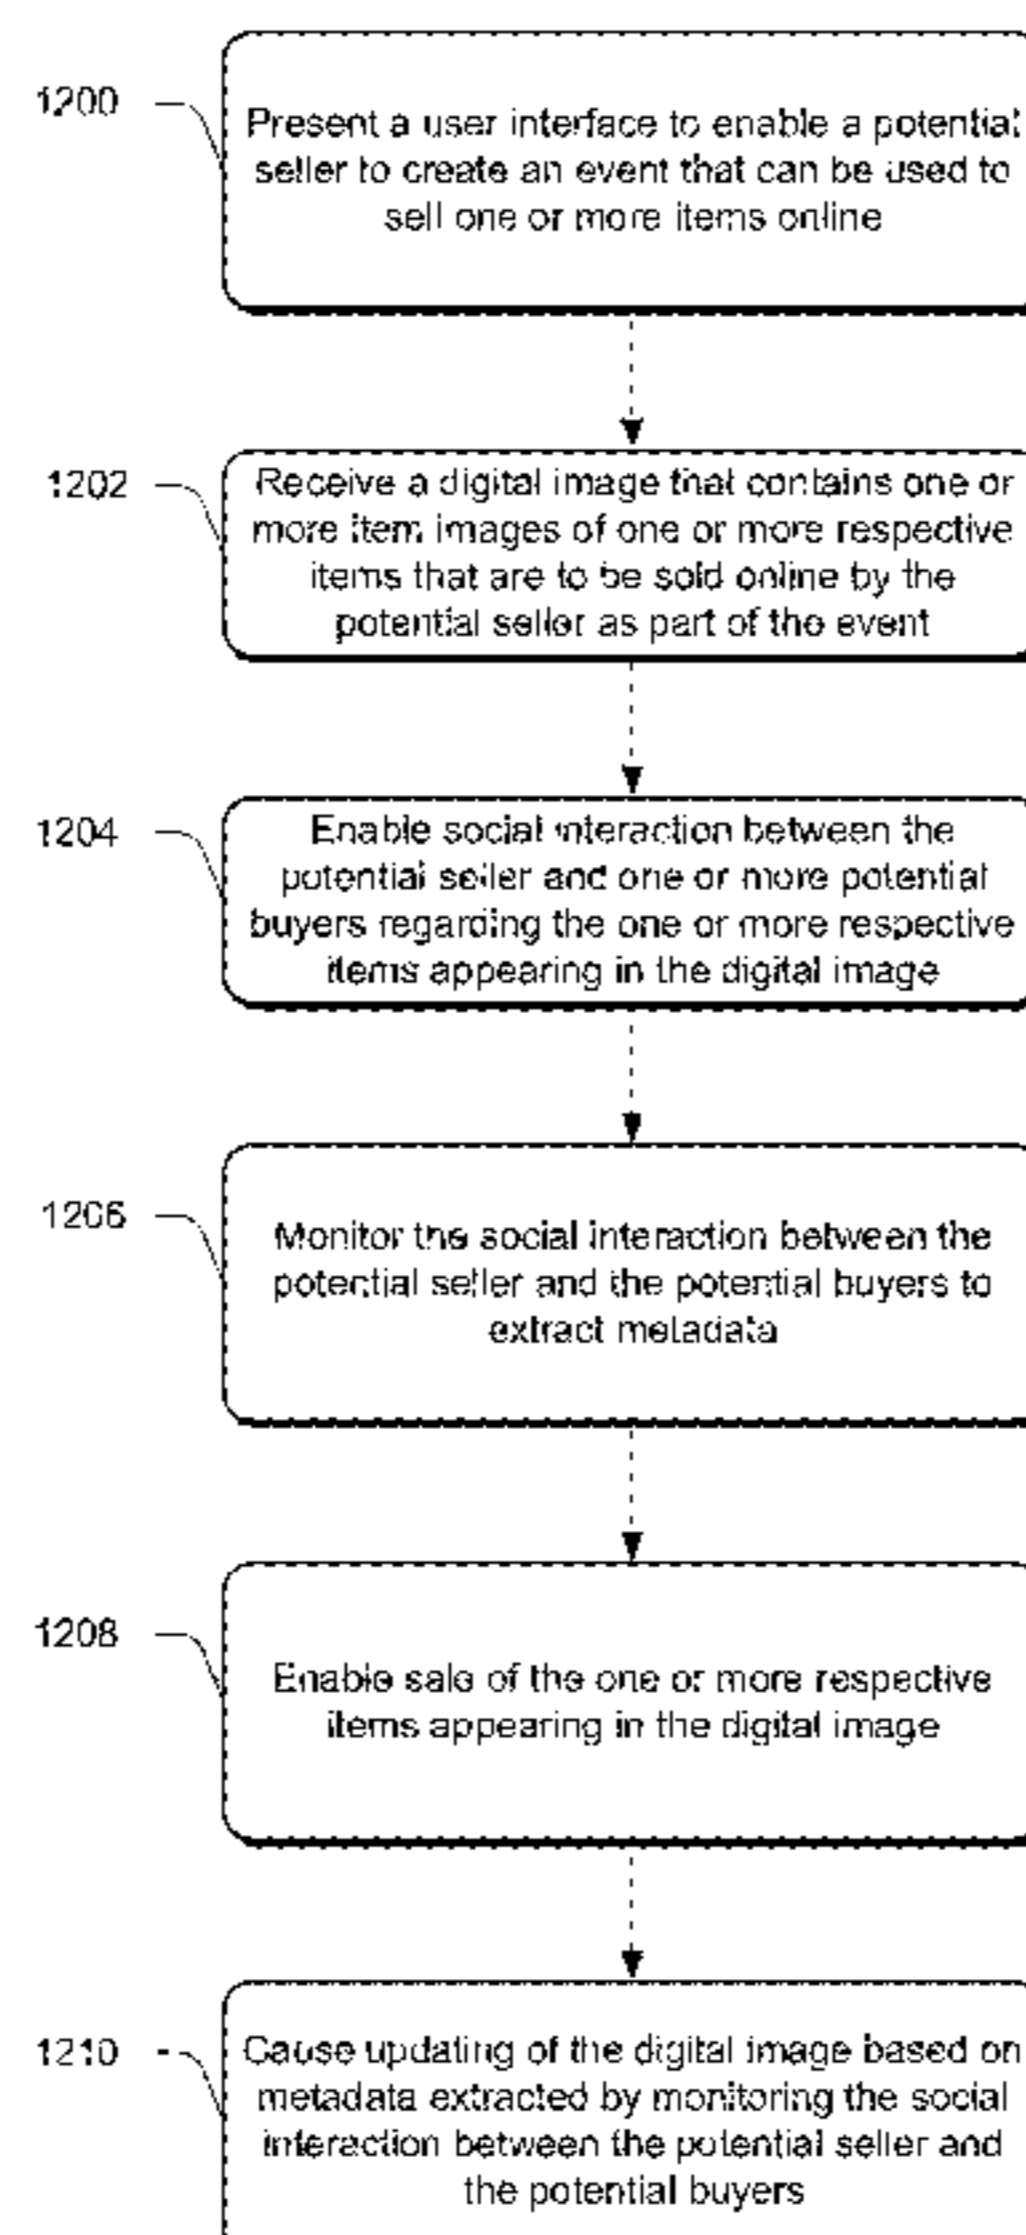 1200
Present a user interface to enable a potential
seller to create an event that can be used to
sell one or more items online
1202
Receive a digital image that contains one or
more item images of one or more respective
items that are to be sold online by the
potential seller as part of the event
1204
Enable social interaction between the
potential seller and one or more potential
buyers regarding the one or more respective
items appearing in the digital image
1206
Monitor the social interaction between the
potential seller and the potential buyers to
extract metadata
1208
Enable sale of the one or more respective
items appearing in the digital image
1210
Cause updating of the digital image based on
metadata extracted by monitoring the social
interaction between the potential seller and
the potential buyers